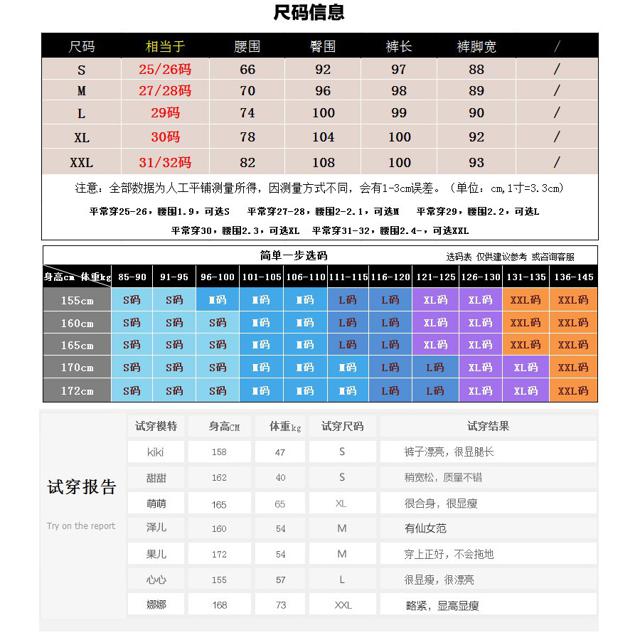 尺码信息
尺码 相当于 腰围 臀围 裤长 裤脚宽 /
S 25/26码 66 92 97 88 /
M 27/28码 70 96 98 89 /
L 29码 74 100 99 90 /
XL 30码 78 104 100 92 /
XXL 31/32码 82 108 100 93 /
注意：全部数据为人工平铺测量所得，因测量方式不同，会有1-3cm误差。（单位：cm,1寸=3.3cm）
平常穿25-26，腰围1.9，可选S 平常穿27-28，腰围2-2.1，可选M 平常穿29，腰围2.2，可选L
平常穿30，腰围2.3，可选XL 平常穿31-32，腰围2.4-，可选XXL
简单一步选码 选码表 仅供建议参考 或咨询客服
身高cm 体重kg 85-90 91-95 96-100 101-105 106-110 111-115 116-120 121-125 126-130 131-135 136-145
155cm S码 S码 M码 M码 M码 L码 L码 XL码 XL码 XXL码 XXL码
160cm S码 S码 S码 M码 M码 L码 L码 XL码 XL码 XXL码 XXL码
165cm S码 S码 S码 M码 M码 L码 L码 XL码 XL码 XXL码 XXL码
170cm S码 S码 S码 M码 M码 M码 L码 L码 XL码 XL码 XXL码
172cm S码 S码 S码 M码 M码 M码 L码 L码 XL码 XL码 XXL码
试穿报告
Try on the report
试穿模特 身高CM 体重kg 试穿尺码 试穿结果
kiki 158 47 S 裤子漂亮，很显腿长
甜甜 162 40 S 稍宽松，质量不错
萌萌 165 65 XL 很合身，很显瘦
泽儿 160 54 M 有仙女范
果儿 172 54 M 穿上正好，不会拖地
心心 155 57 L 很显瘦，很漂亮
娜娜 168 73 XXL 略紧，显高显瘦